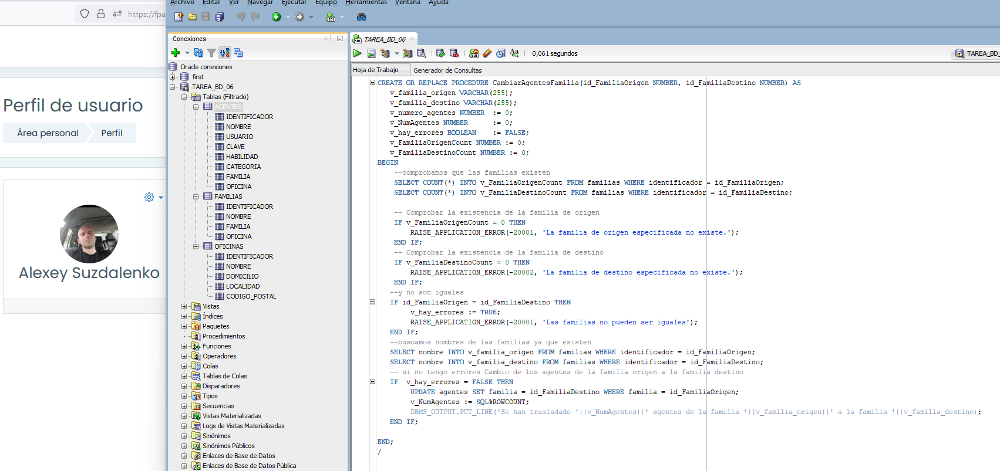 https://fpa
Perfil de usuario
Área personal
Perfil
Alexey Suzdalenko
Archivo Editar Ver Navegar Ejecutar Equipo Herramientas Ventana Ayuda
Conexiones
Oracle conexiones
first
TAREA_BD_06
Tablas (Filtrado)
AGENTES
IDENTIFICADOR
NOMBRE
USUARIO
CLAVE
HABILIDAD
CATEGORIA
FAMILIA
OFICINA
FAMILIAS
IDENTIFICADOR
NOMBRE
FAMILIA
OFICINA
OFICINAS
IDENTIFICADOR
NOMBRE
DOMICILIO
LOCALIDAD
CODIGO_POSTAL
Vistas
Índices
Paquetes
Procedimientos
Funciones
Operadores
Colas
Tablas de Colas
Disparadores
Tipos
Secuencias
Vistas Materializadas
Logs de Vistas Materializadas
Sinónimos
Sinónimos Públicos
Enlaces de Base de Datos
Enlaces de Base de Datos Pública
TAREA_BD_06
0,061 segundos
TAREA_BD_
Hoja de Trabajo
Generador de Consultas
CREATE OR REPLACE PROCEDURE CambiarAgentesFamilia(id_FamiliaOrigen NUMBER, id_FamiliaDestino NUMBER) AS
v_familia_origen VARCHAR(255);
v_familia_destino VARCHAR(255);
v_numero_agentes NUMBER := 0;
v_NumAgentes NUMBER := 0;
v_hay_errores BOOLEAN := FALSE;
v_FamiliaOrigenCount NUMBER := 0;
v_FamiliaDestinoCount NUMBER := 0;
BEGIN
--comprobamos que las familias existen
SELECT COUNT(*) INTO v_FamiliaOrigenCount FROM familias WHERE identificador = id_FamiliaOrigen;
SELECT COUNT(*) INTO v_FamiliaDestinoCount FROM familias WHERE identificador = id_FamiliaDestino;
-- Comprobar la existencia de la familia de origen
IF v_FamiliaOrigenCount = 0 THEN
RAISE_APPLICATION_ERROR(-20001, 'La familia de origen especificada no existe.');
END IF;
-- Comprobar la existencia de la familia de destino
IF v_FamiliaDestinoCount = 0 THEN
RAISE_APPLICATION_ERROR(-20002, 'La familia de destino especificada no existe.');
END IF;
--y no son iguales
IF id_FamiliaOrigen = id_FamiliaDestino THEN
v_hay_errores := TRUE;
RAISE_APPLICATION_ERROR(-20001, 'Las familias no pueden ser iguales');
END IF;
--buscamos nombres de las familias ya que existen
SELECT nombre INTO v_familia_origen FROM familias WHERE identificador = id_FamiliaOrigen;
SELECT nombre INTO v_familia_destino FROM familias WHERE identificador = id_FamiliaDestino;
-- si no tengo errores Cambio de los agentes de la familia origen a la familia destino
IF v_hay_errores = FALSE THEN
UPDATE agentes SET familia = id_FamiliaDestino WHERE familia = id_FamiliaOrigen;
v_NumAgentes := SQL%ROWCOUNT;
DBMS_OUTPUT.PUT_LINE('Se han trasladado '||v_NumAgentes||' agentes de la familia '||v_familia_origen||' a la familia '||v_familia_destino);
END IF;
END;
/